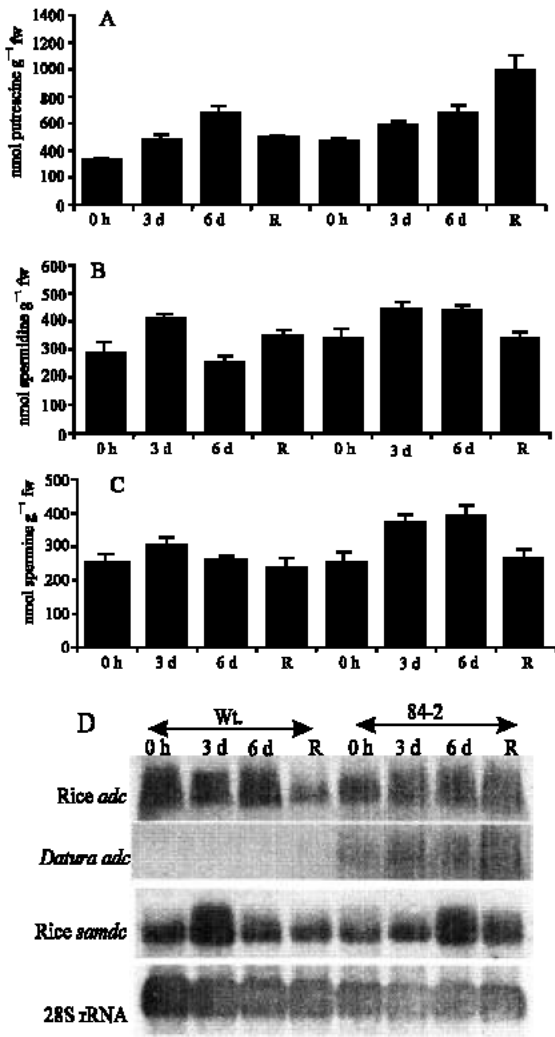 A
nmol putrescine g⁻¹ fw
1400
1200
1000
800
600
400
100
0
0 h 3 d 6 d R 0 h 3 d 6 d R
B
nmol spermidine g⁻¹ fw
600
500
400
300
200
100
0
0 h 3 d 6 d R 0 h 3 d 6 d R
C
nmol spermine g⁻¹ fw
500
400
300
200
100
0
0 h 3 d 6 d R 0 h 3 d 6 d R
D
Wt. 84-2
0 h 3 d 6 d R 0 h 3 d 6 d R
Rice adc
Datura adc
Rice samdc
28S rRNA